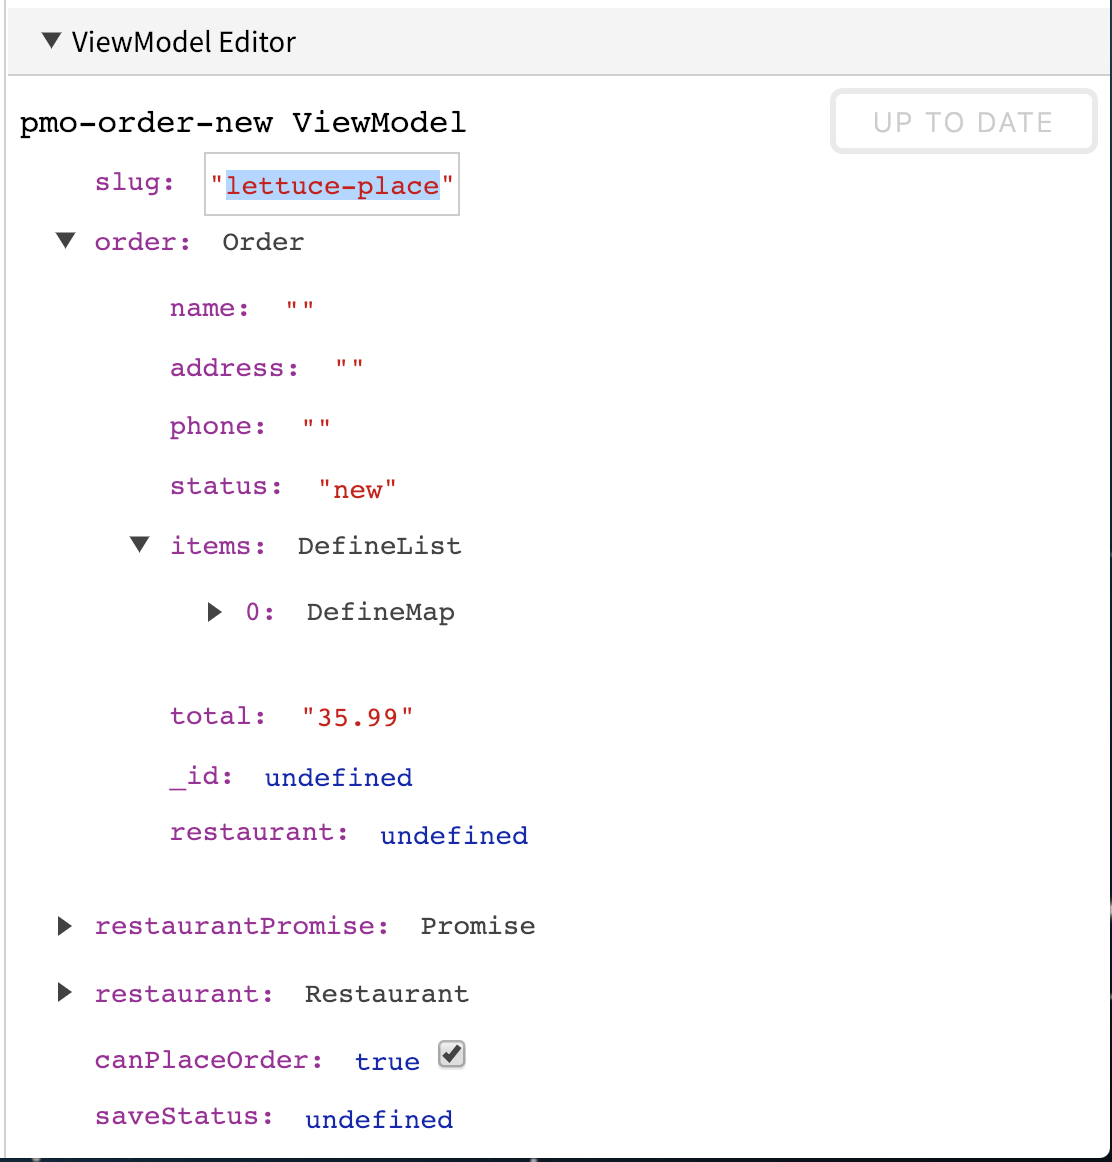 ViewModel Editor
pmo-order-new ViewModel
UP TO DATE
slug: "lettuce-place"
order: Order
name: ""
address: ""
phone: ""
status: "new"
items: DefineList
0: DefineMap
total: "35.99"
_id: undefined
restaurant: undefined
restaurantPromise: Promise
restaurant: Restaurant
canPlaceOrder: true
saveStatus: undefined